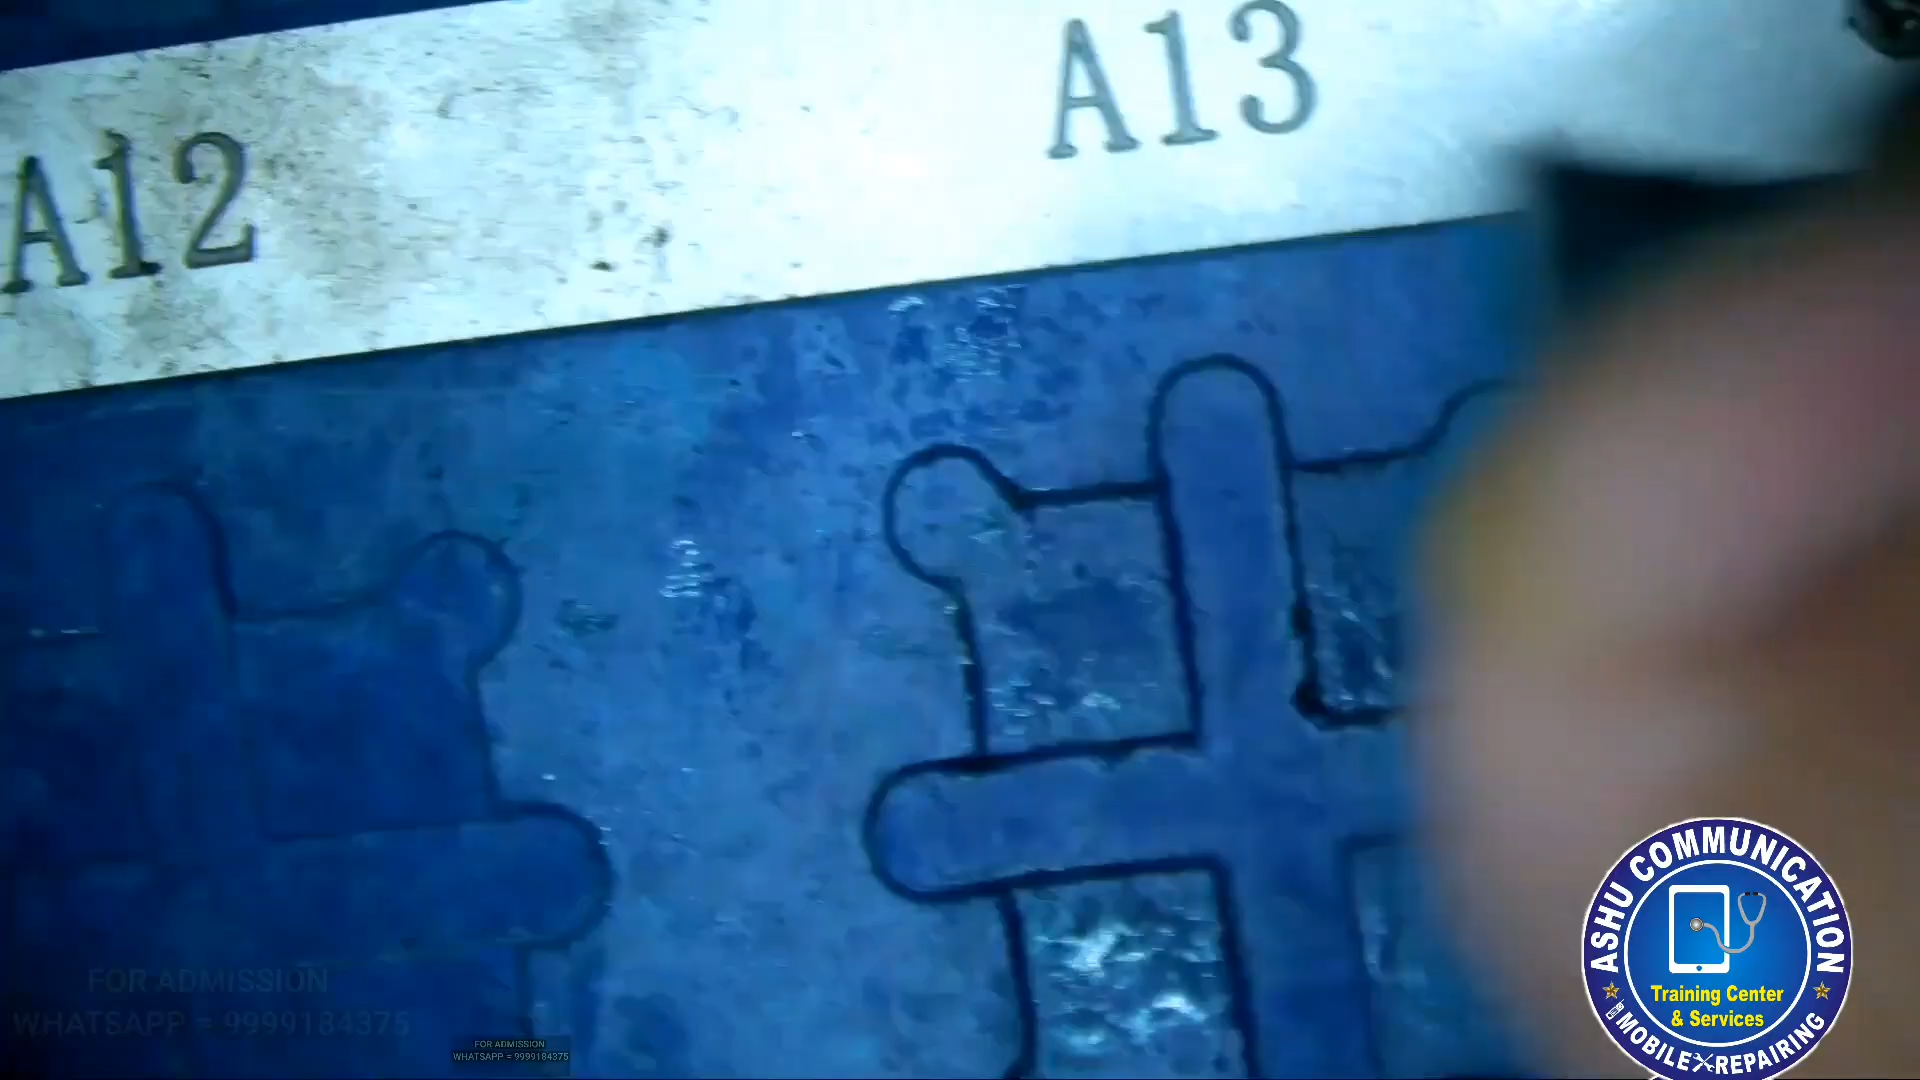 A12
A13
FOR ADMISSION
WHATSAPP = 9999184375
FOR ADMISSION
WHATSAPP = 9999184375
ASHU COMMUNICATION
Training Center
& Services
MOBILE REPAIRING